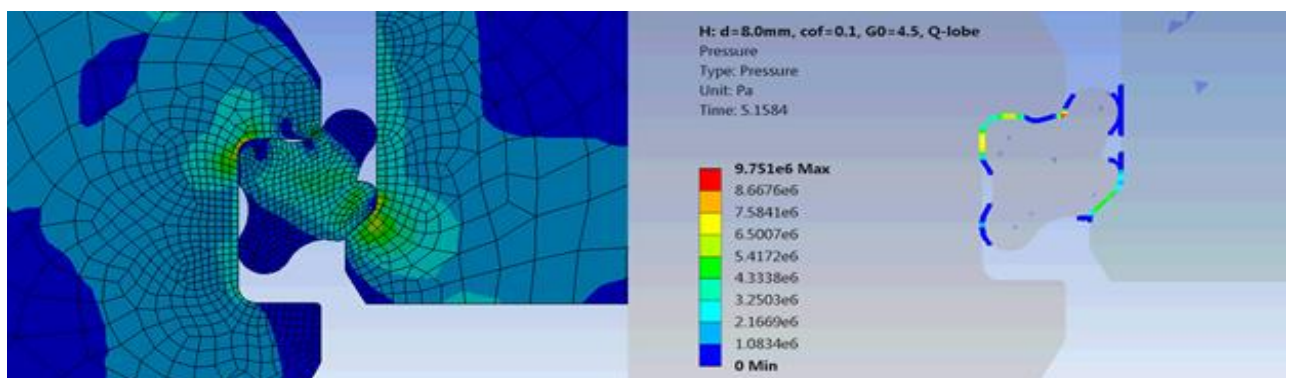 H: d=8.0mm, cof=0.1, G0=4.5, Q-lobe
Pressure
Type: Pressure
Unit: Pa
Time: 5.1584
9.751e6 Max
8.6676e6
7.5841e6
6.5007e6
5.4172e6
4.3338e6
3.2503e6
2.1669e6
1.0834e6
0 Min